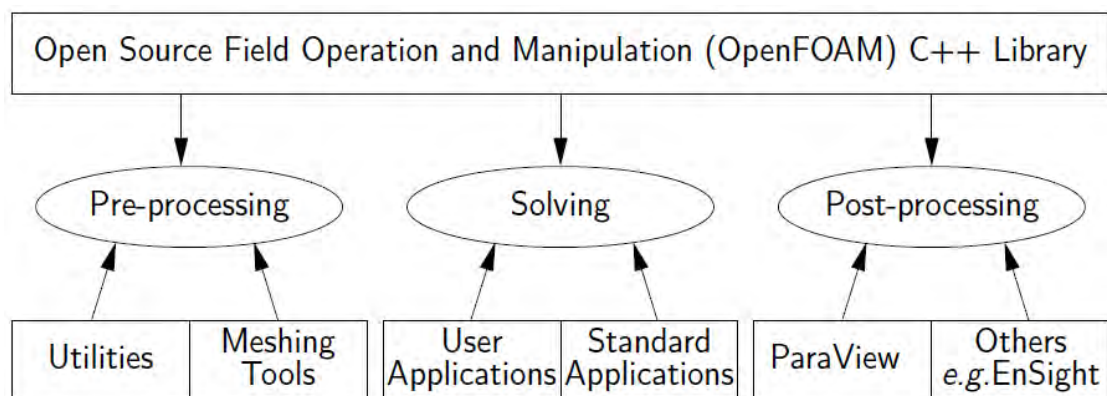 Open Source Field Operation and Manipulation (OpenFOAM) C++ Library
Pre-processing
Solving
Post-processing
Utilities
Meshing
Tools
User
Applications
Standard
Applications
ParaView
Others
e.g.EnSight